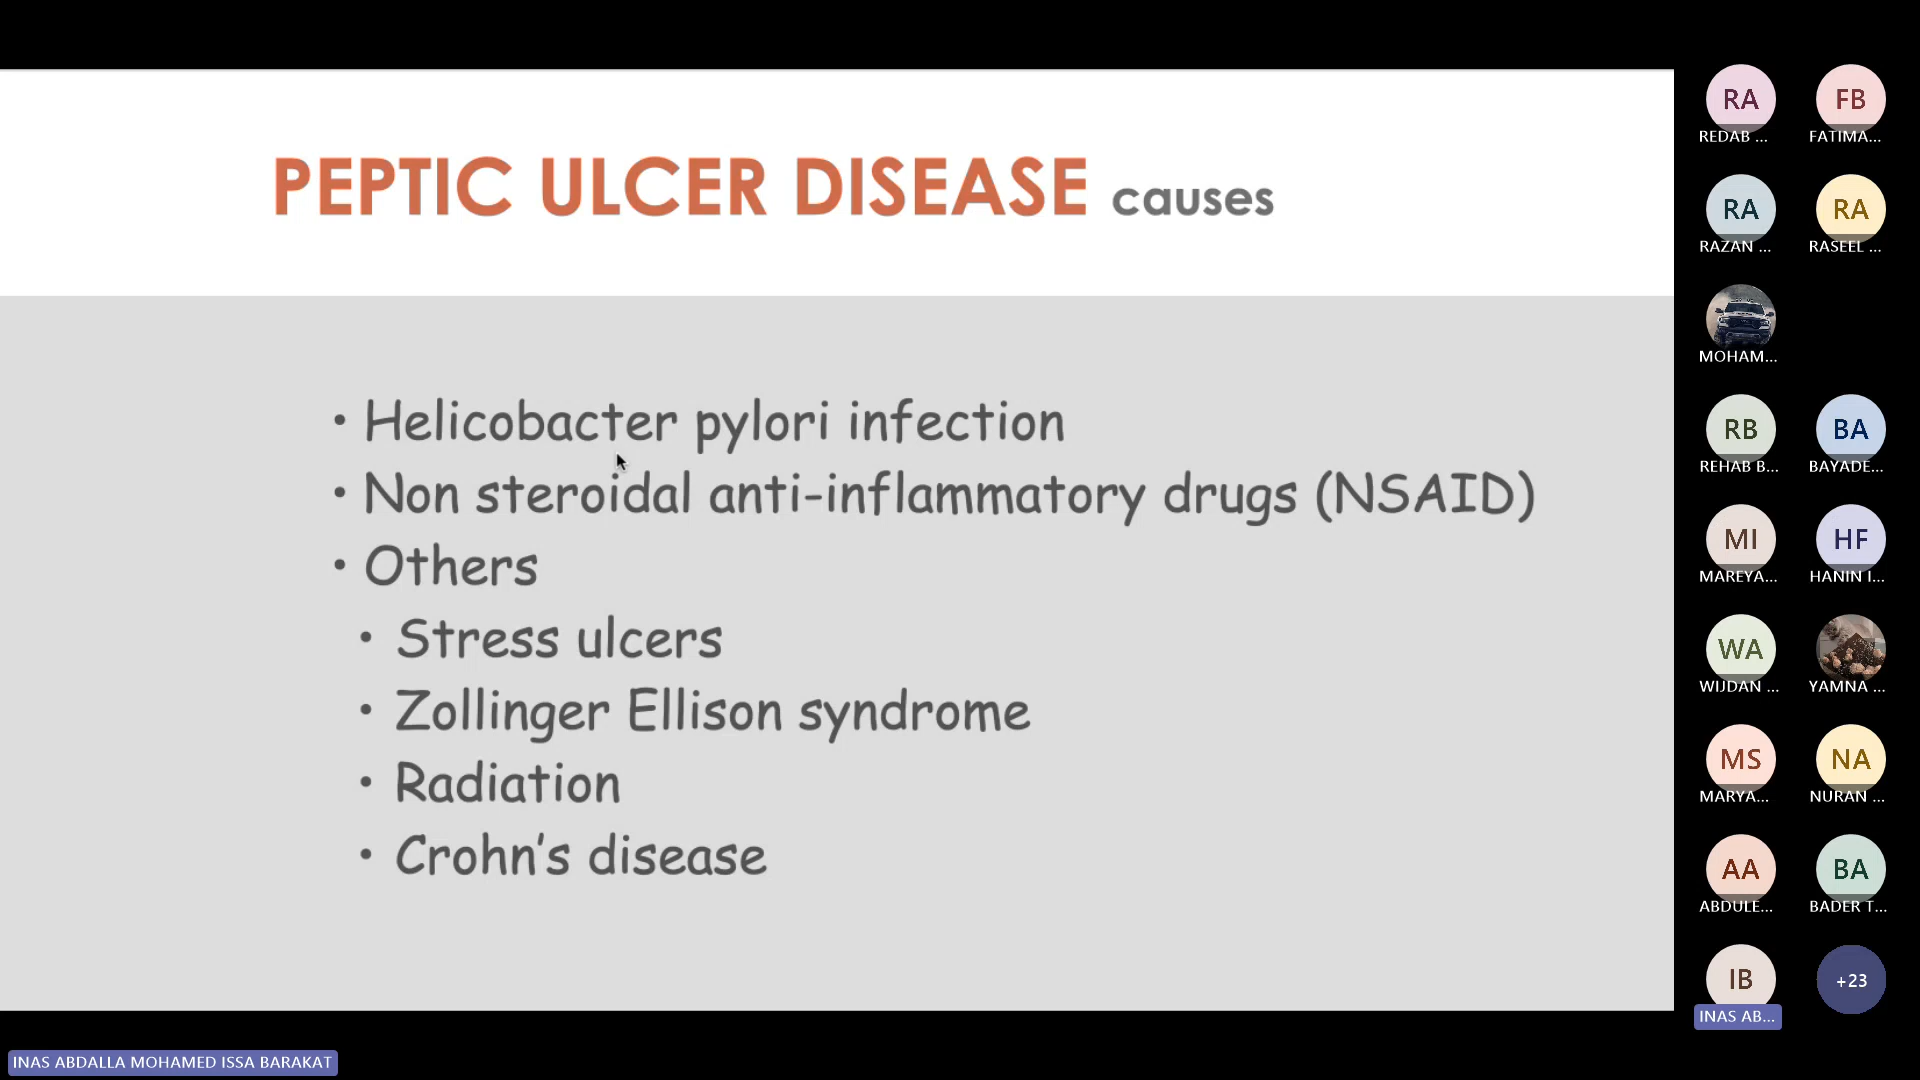 PEPTIC ULCER DISEASE causes
• Helicobacter pylori infection
• Non steroidal anti-inflammatory drugs (NSAID)
• Others
• Stress ulcers
• Zollinger Ellison syndrome
• Radiation
• Crohn's disease
RA FB
REDAB ... FATIMA...
RA RA
RAZAN ... RASEEL ...
MOHAM...
RB BA
REHAB B... BAYADE...
MI HF
MAREYA... HANIN I...
WA
WIJDAN ... YAMNA ...
MS NA
MARYA... NURAN ...
AA BA
ABDULE... BADER T...
IB +23
INAS AB...
INAS ABDALLA MOHAMED ISSA BARAKAT